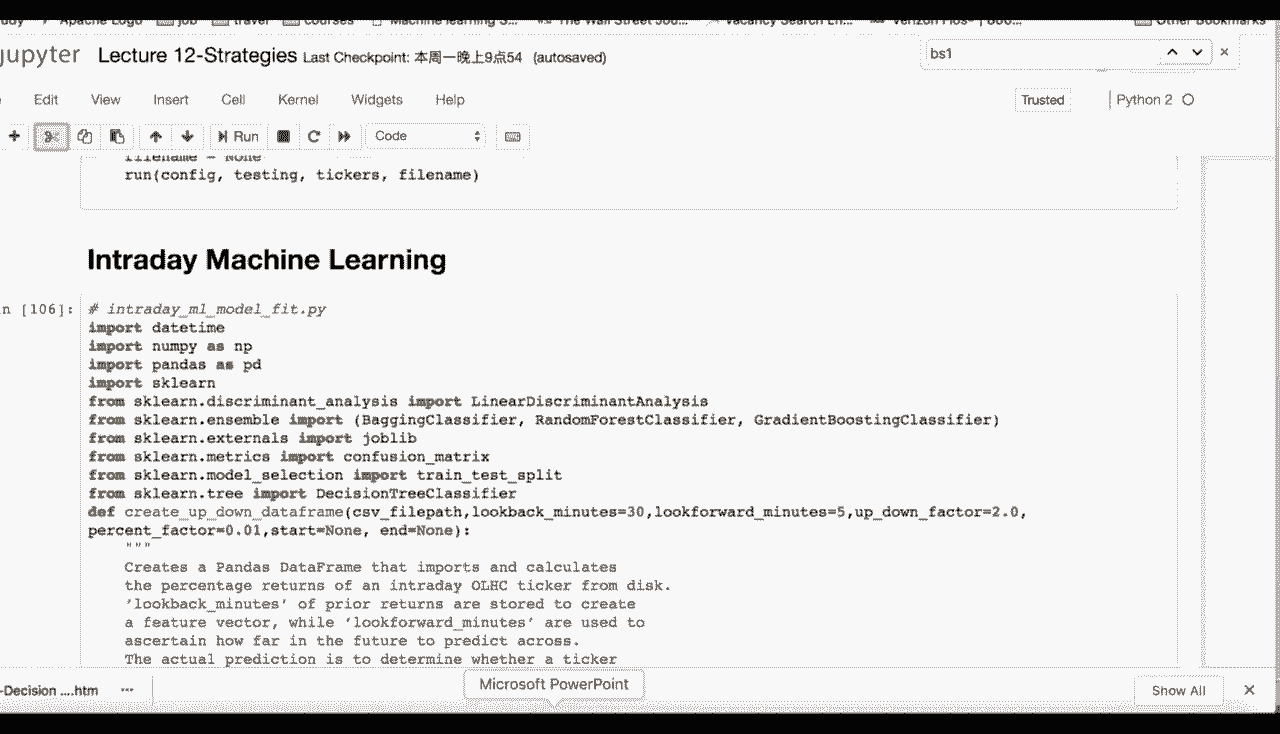 Apache Logo job travel courses Machine learning S... The Wall Street Jou... Vacancy Search En... Verizon Fios- | Boo... Other Bookmarks
jupyter Lecture 12-Strategies Last Checkpoint: 本周一晚上9点54 (autosaved)
bs1
Edit View Insert Cell Kernel Widgets Help
Trusted Python 2
Run Code
filename = None
run(config, testing, tickers, filename)
Intraday Machine Learning
n [106]: # intraday_ml_model_fit.py
import datetime
import numpy as np
import pandas as pd
import sklearn
from sklearn.discriminant_analysis import LinearDiscriminantAnalysis
from sklearn.ensemble import (BaggingClassifier, RandomForestClassifier, GradientBoostingClassifier)
from sklearn.externals import joblib
from sklearn.metrics import confusion_matrix
from sklearn.model_selection import train_test_split
from sklearn.tree import DecisionTreeClassifier
def create_up_down_dataframe(csv_filepath,lookback_minutes=30,lookforward_minutes=5,up_down_factor=2.0,
percent_factor=0.01,start=None, end=None):
"""
Creates a Pandas DataFrame that imports and calculates
the percentage returns of an intraday OLHC ticker from disk.
‘lookback_minutes’ of prior returns are stored to create
a feature vector, while ‘lookforward_minutes’ are used to
ascertain how far in the future to predict across.
The actual prediction is to determine whether a ticker
-Decision ....htm
Microsoft PowerPoint
Show All